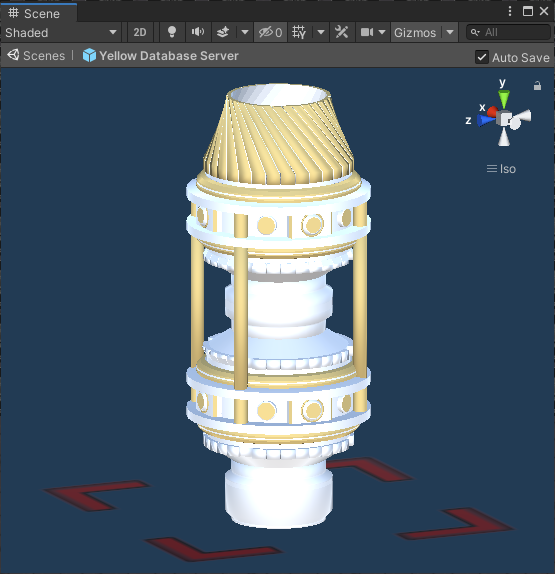 Scene
Shaded
2D
0
Gizmos
All
Scenes
Yellow Database Server
Auto Save
y
x
z
Iso